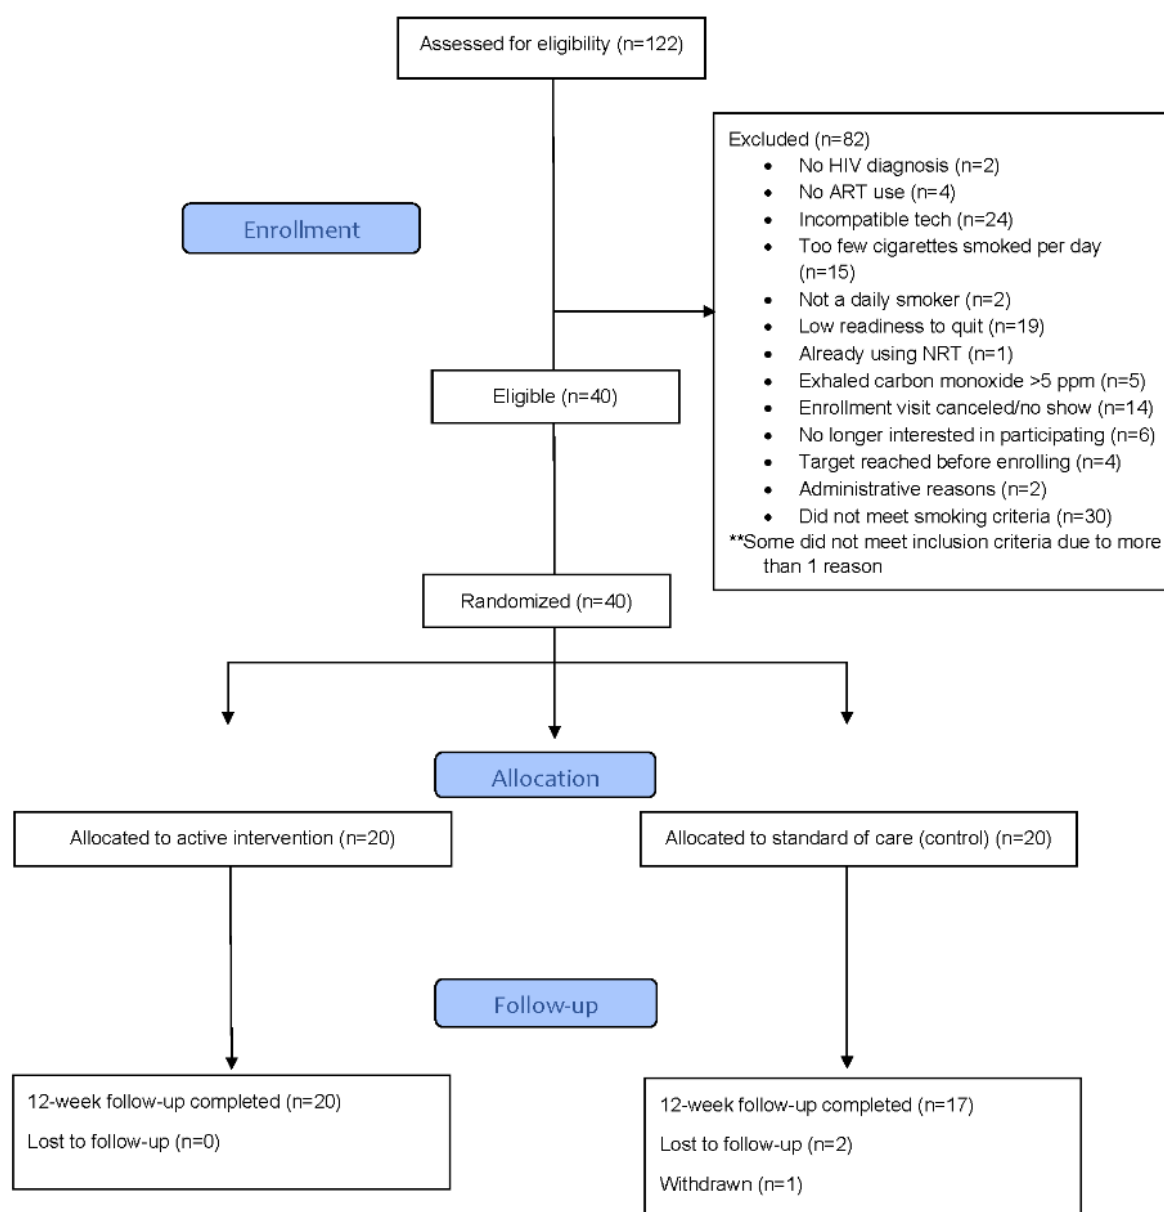 Assessed for eligibility (n=122)
Excluded (n=82)
• No HIV diagnosis (n=2)
• No ART use (n=4)
• Incompatible tech (n=24)
• Too few cigarettes smoked per day
(n=15)
• Not a daily smoker (n=2)
• Low readiness to quit (n=19)
• Already using NRT (n=1)
• Exhaled carbon monoxide >5 ppm (n=5)
• Enrollment visit canceled/no show (n=14)
• No longer interested in participating (n=6)
• Target reached before enrolling (n=4)
• Administrative reasons (n=2)
• Did not meet smoking criteria (n=30)
**Some did not meet inclusion criteria due to more
than 1 reason
Enrollment
Eligible (n=40)
Randomized (n=40)
Allocation
Allocated to active intervention (n=20)
Allocated to standard of care (control) (n=20)
Follow-up
12-week follow-up completed (n=20)
Lost to follow-up (n=0)
12-week follow-up completed (n=17)
Lost to follow-up (n=2)
Withdrawn (n=1)